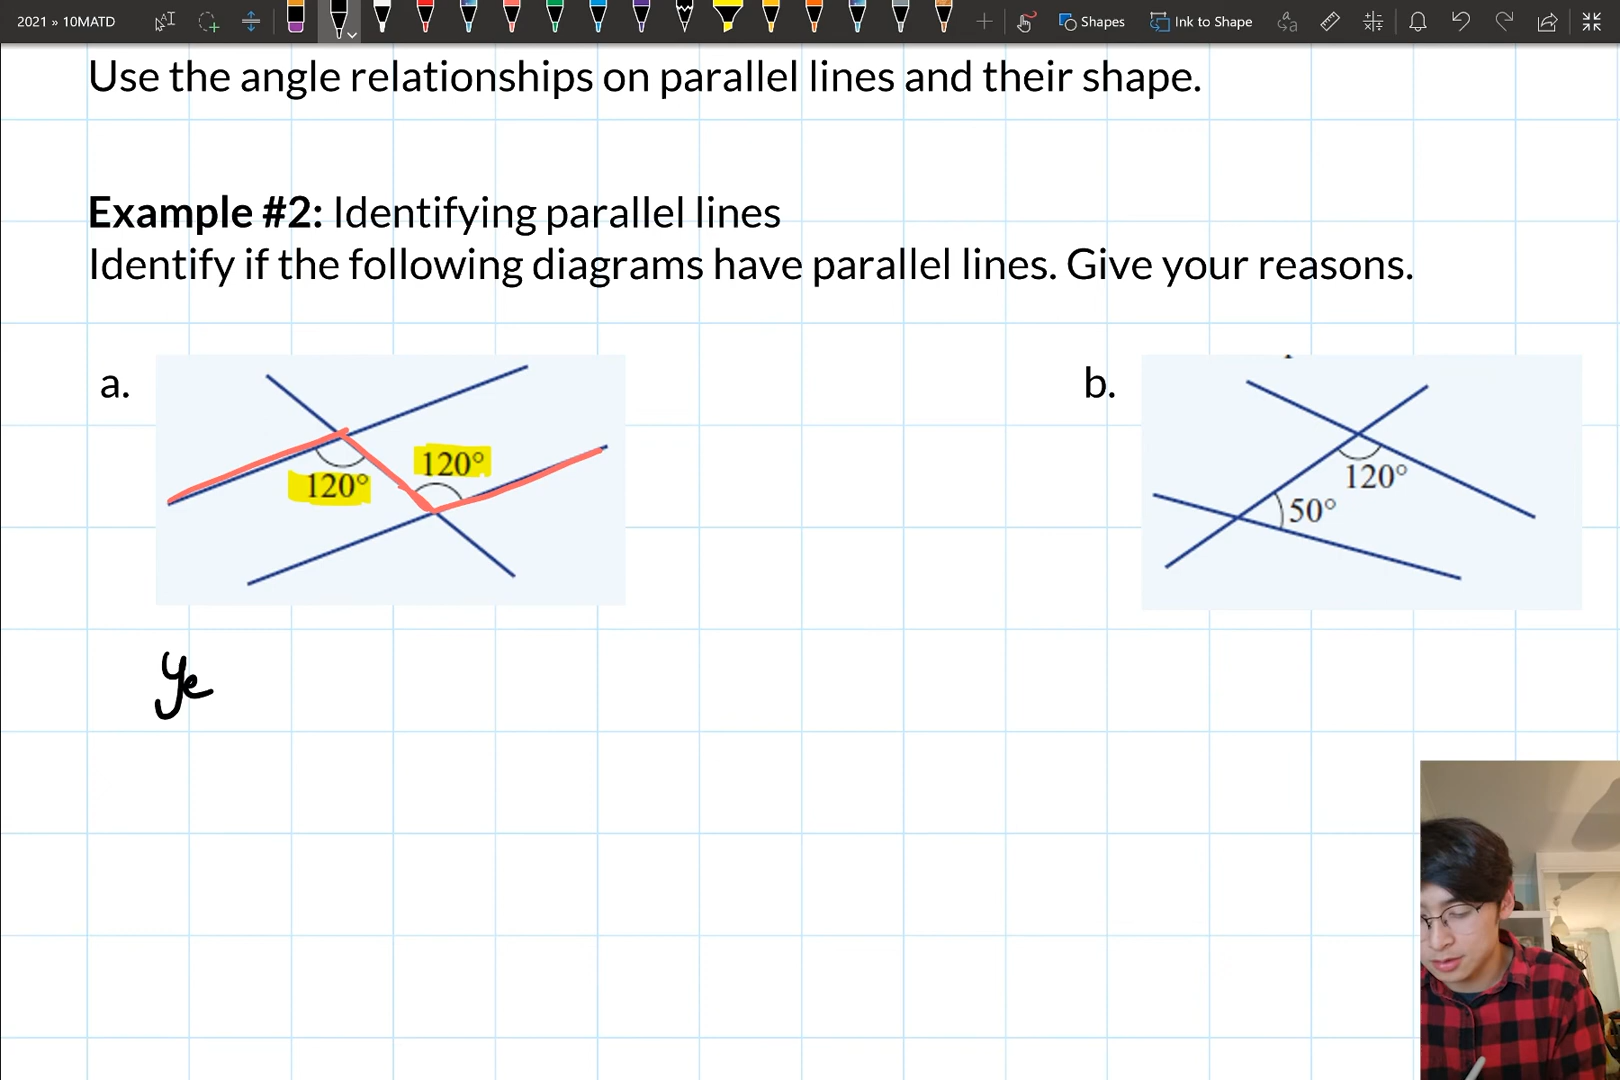 2021 » 10MATD
Shapes
Ink to Shape
Use the angle relationships on parallel lines and their shape.
Example #2: Identifying parallel lines
Identify if the following diagrams have parallel lines. Give your reasons.
a.
120°
120°
b.
120°
50°
ye